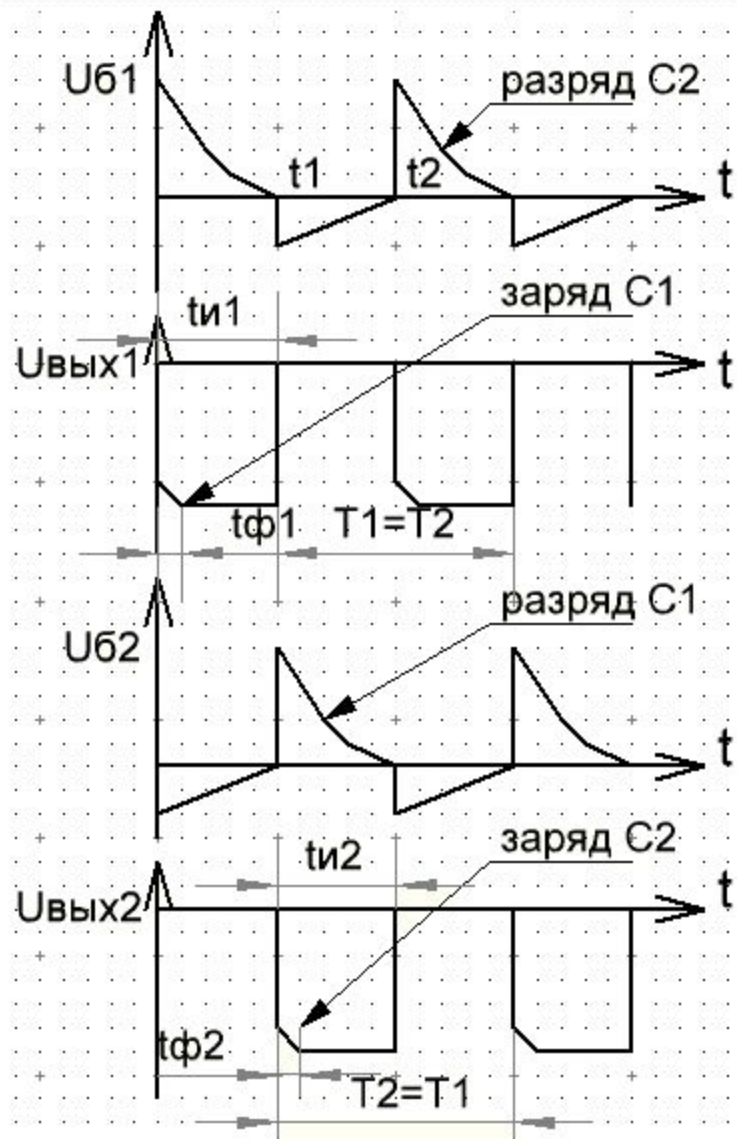 Uб1
разряд C2
t1
t2
t
tи1
заряд C1
Uвых1
t
tф1
T1=T2
разряд C1
Uб2
t
заряд C2
tи2
Uвых2
t
tф2
T2=T1